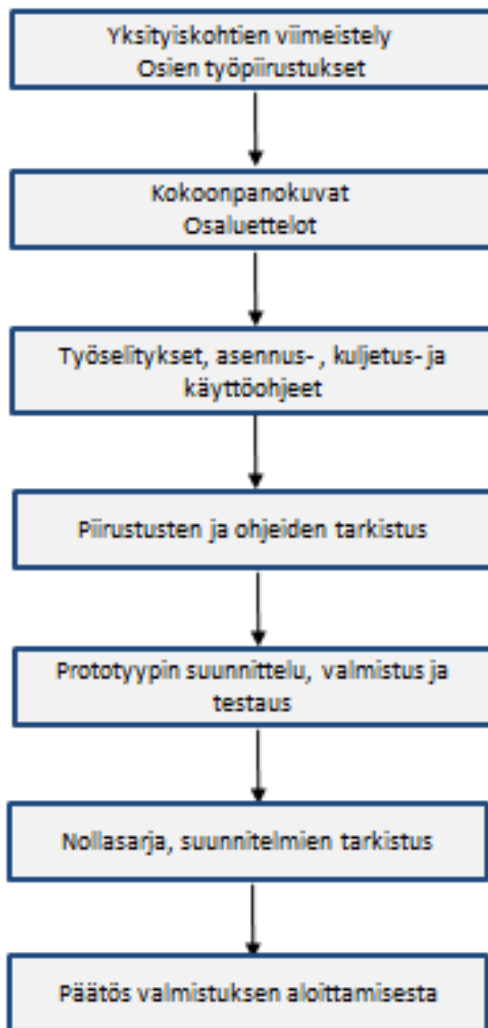 Yksityiskohtien viimeistely
Osien työpiirustukset
Kokoonpanokuvat
Osaluettelot
Työselitykset, asennus- , kuljetus- ja
käyttöohjeet
Piirustusten ja ohjeiden tarkistus
Prototyypin suunnittelu, valmistus ja
testaus
Nollasarja, suunnitelmien tarkistus
Päätös valmistuksen aloittamisesta